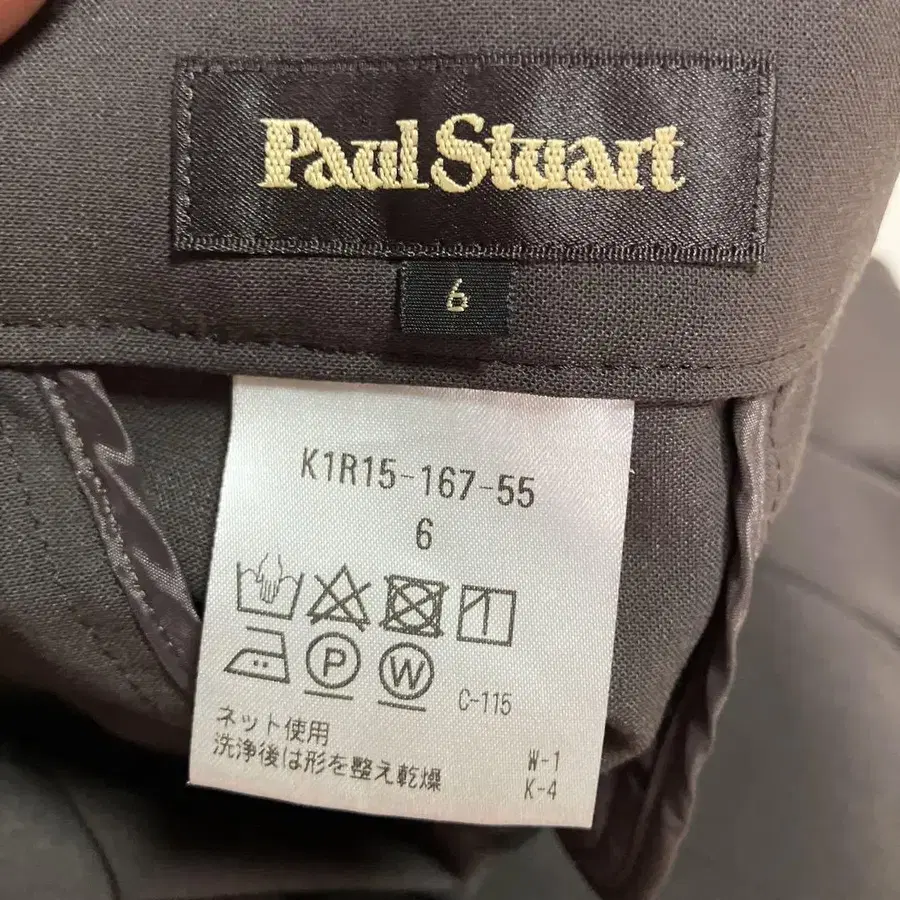 Paul Stuart
6
K1R15-167-55
6
P
W
C-115
ネット使用
洗浄後は形を整え乾燥
W-1
K-4